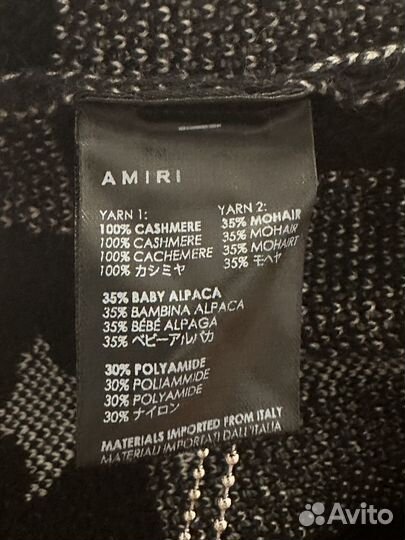 AMIRI
YARN 1: YARN 2:
100% CASHMERE 35% MOHAIR
100% CASHMERE 35% MOHAIR
100% CACHEMERE 35% MOHAIRT
100% カシミヤ 35% モヘヤ
35% BABY ALPACA
35% BAMBINA ALPACA
35% BÉBÉ ALPAGA
35% ベビーアルパカ
30% POLYAMIDE
30% POLIAMMIDE
30% POLYAMIDE
30% ナイロン
MATERIALS IMPORTED FROM ITALY
MATERIALI IMPORTATI DALL'ITALIA
Avito